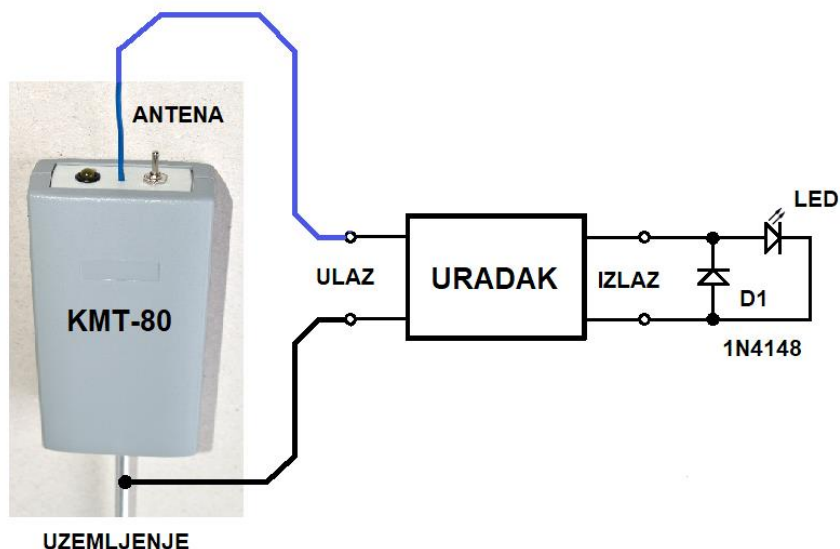 ANTENA
LED
ULAZ
URADAK
IZLAZ
KMT-80
D1
1N4148
UZEMLJENJE